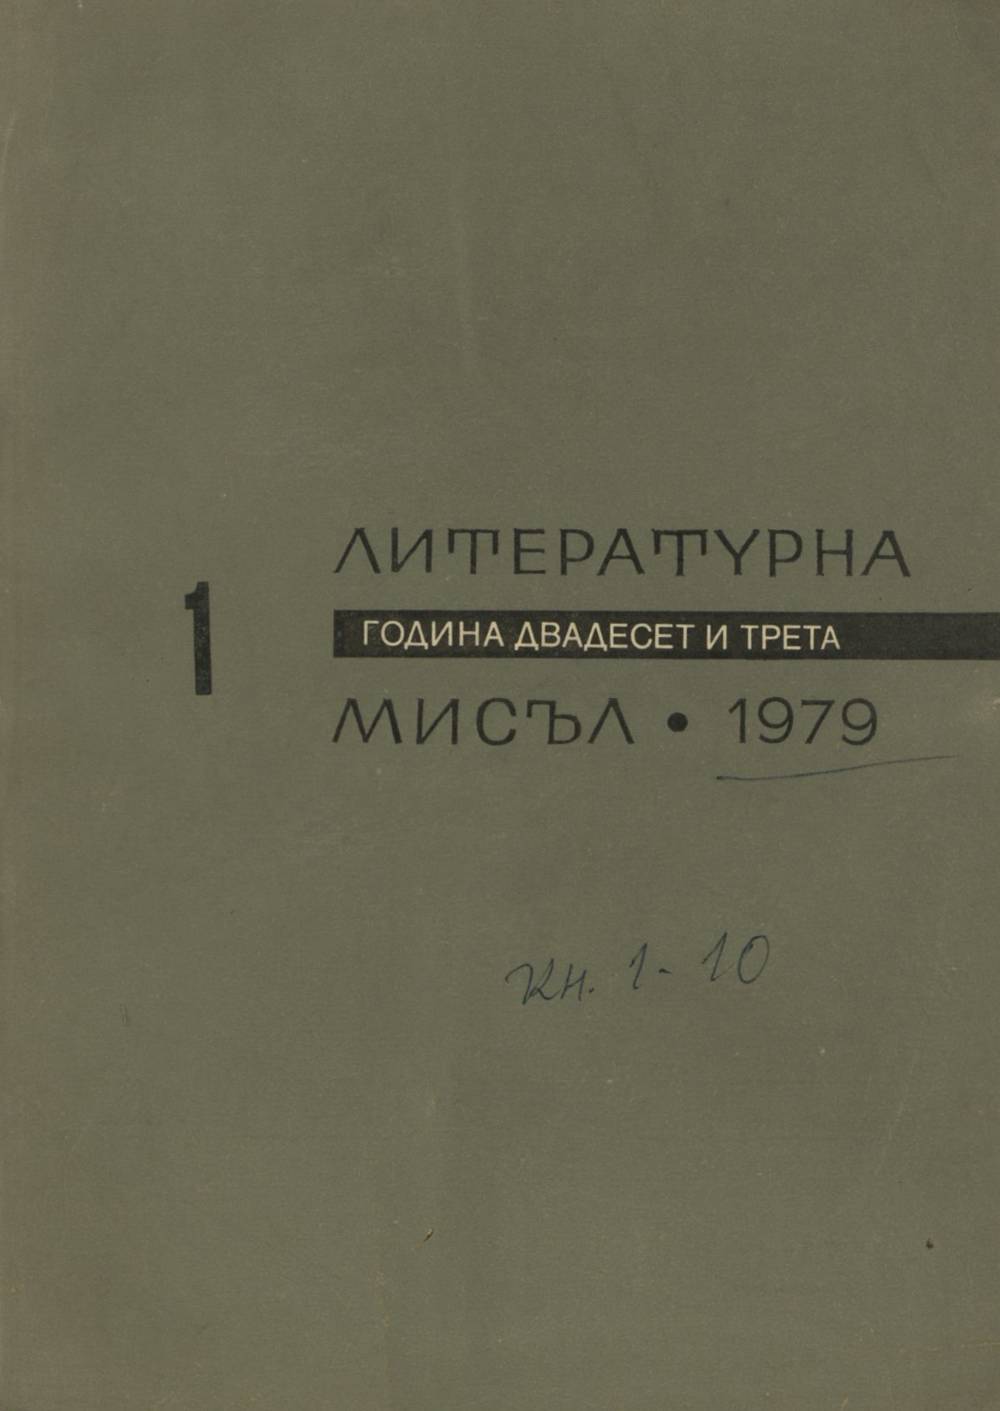 1
ЛИТЕРАТУРНА
ГОДИНА ДВАДЕСЕТ И ТРЕТА
МИСЪЛ • 1979
кн. 1-10